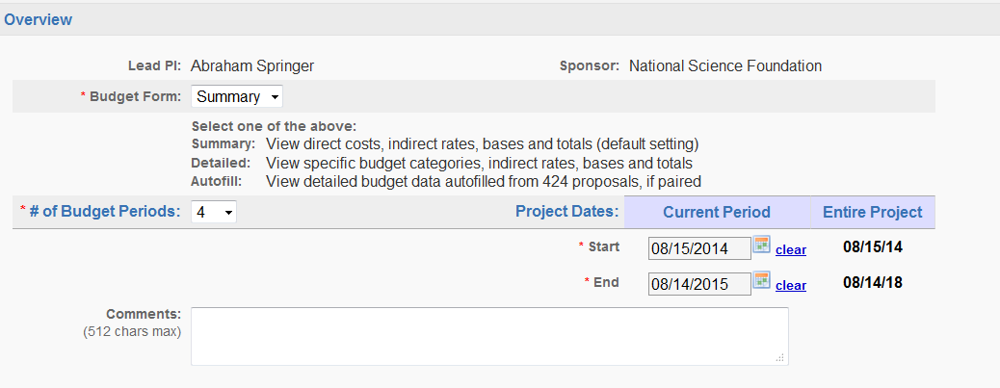 Overview
Lead PI: Abraham Springer Sponsor: National Science Foundation
* Budget Form: Summary
Select one of the above:
Summary: View direct costs, indirect rates, bases and totals (default setting)
Detailed: View specific budget categories, indirect rates, bases and totals
Autofill: View detailed budget data autofilled from 424 proposals, if paired
* # of Budget Periods: 4 Project Dates: Current Period Entire Project
* Start 08/15/2014 clear 08/15/14
* End 08/14/2015 clear 08/14/18
Comments:
(512 chars max)